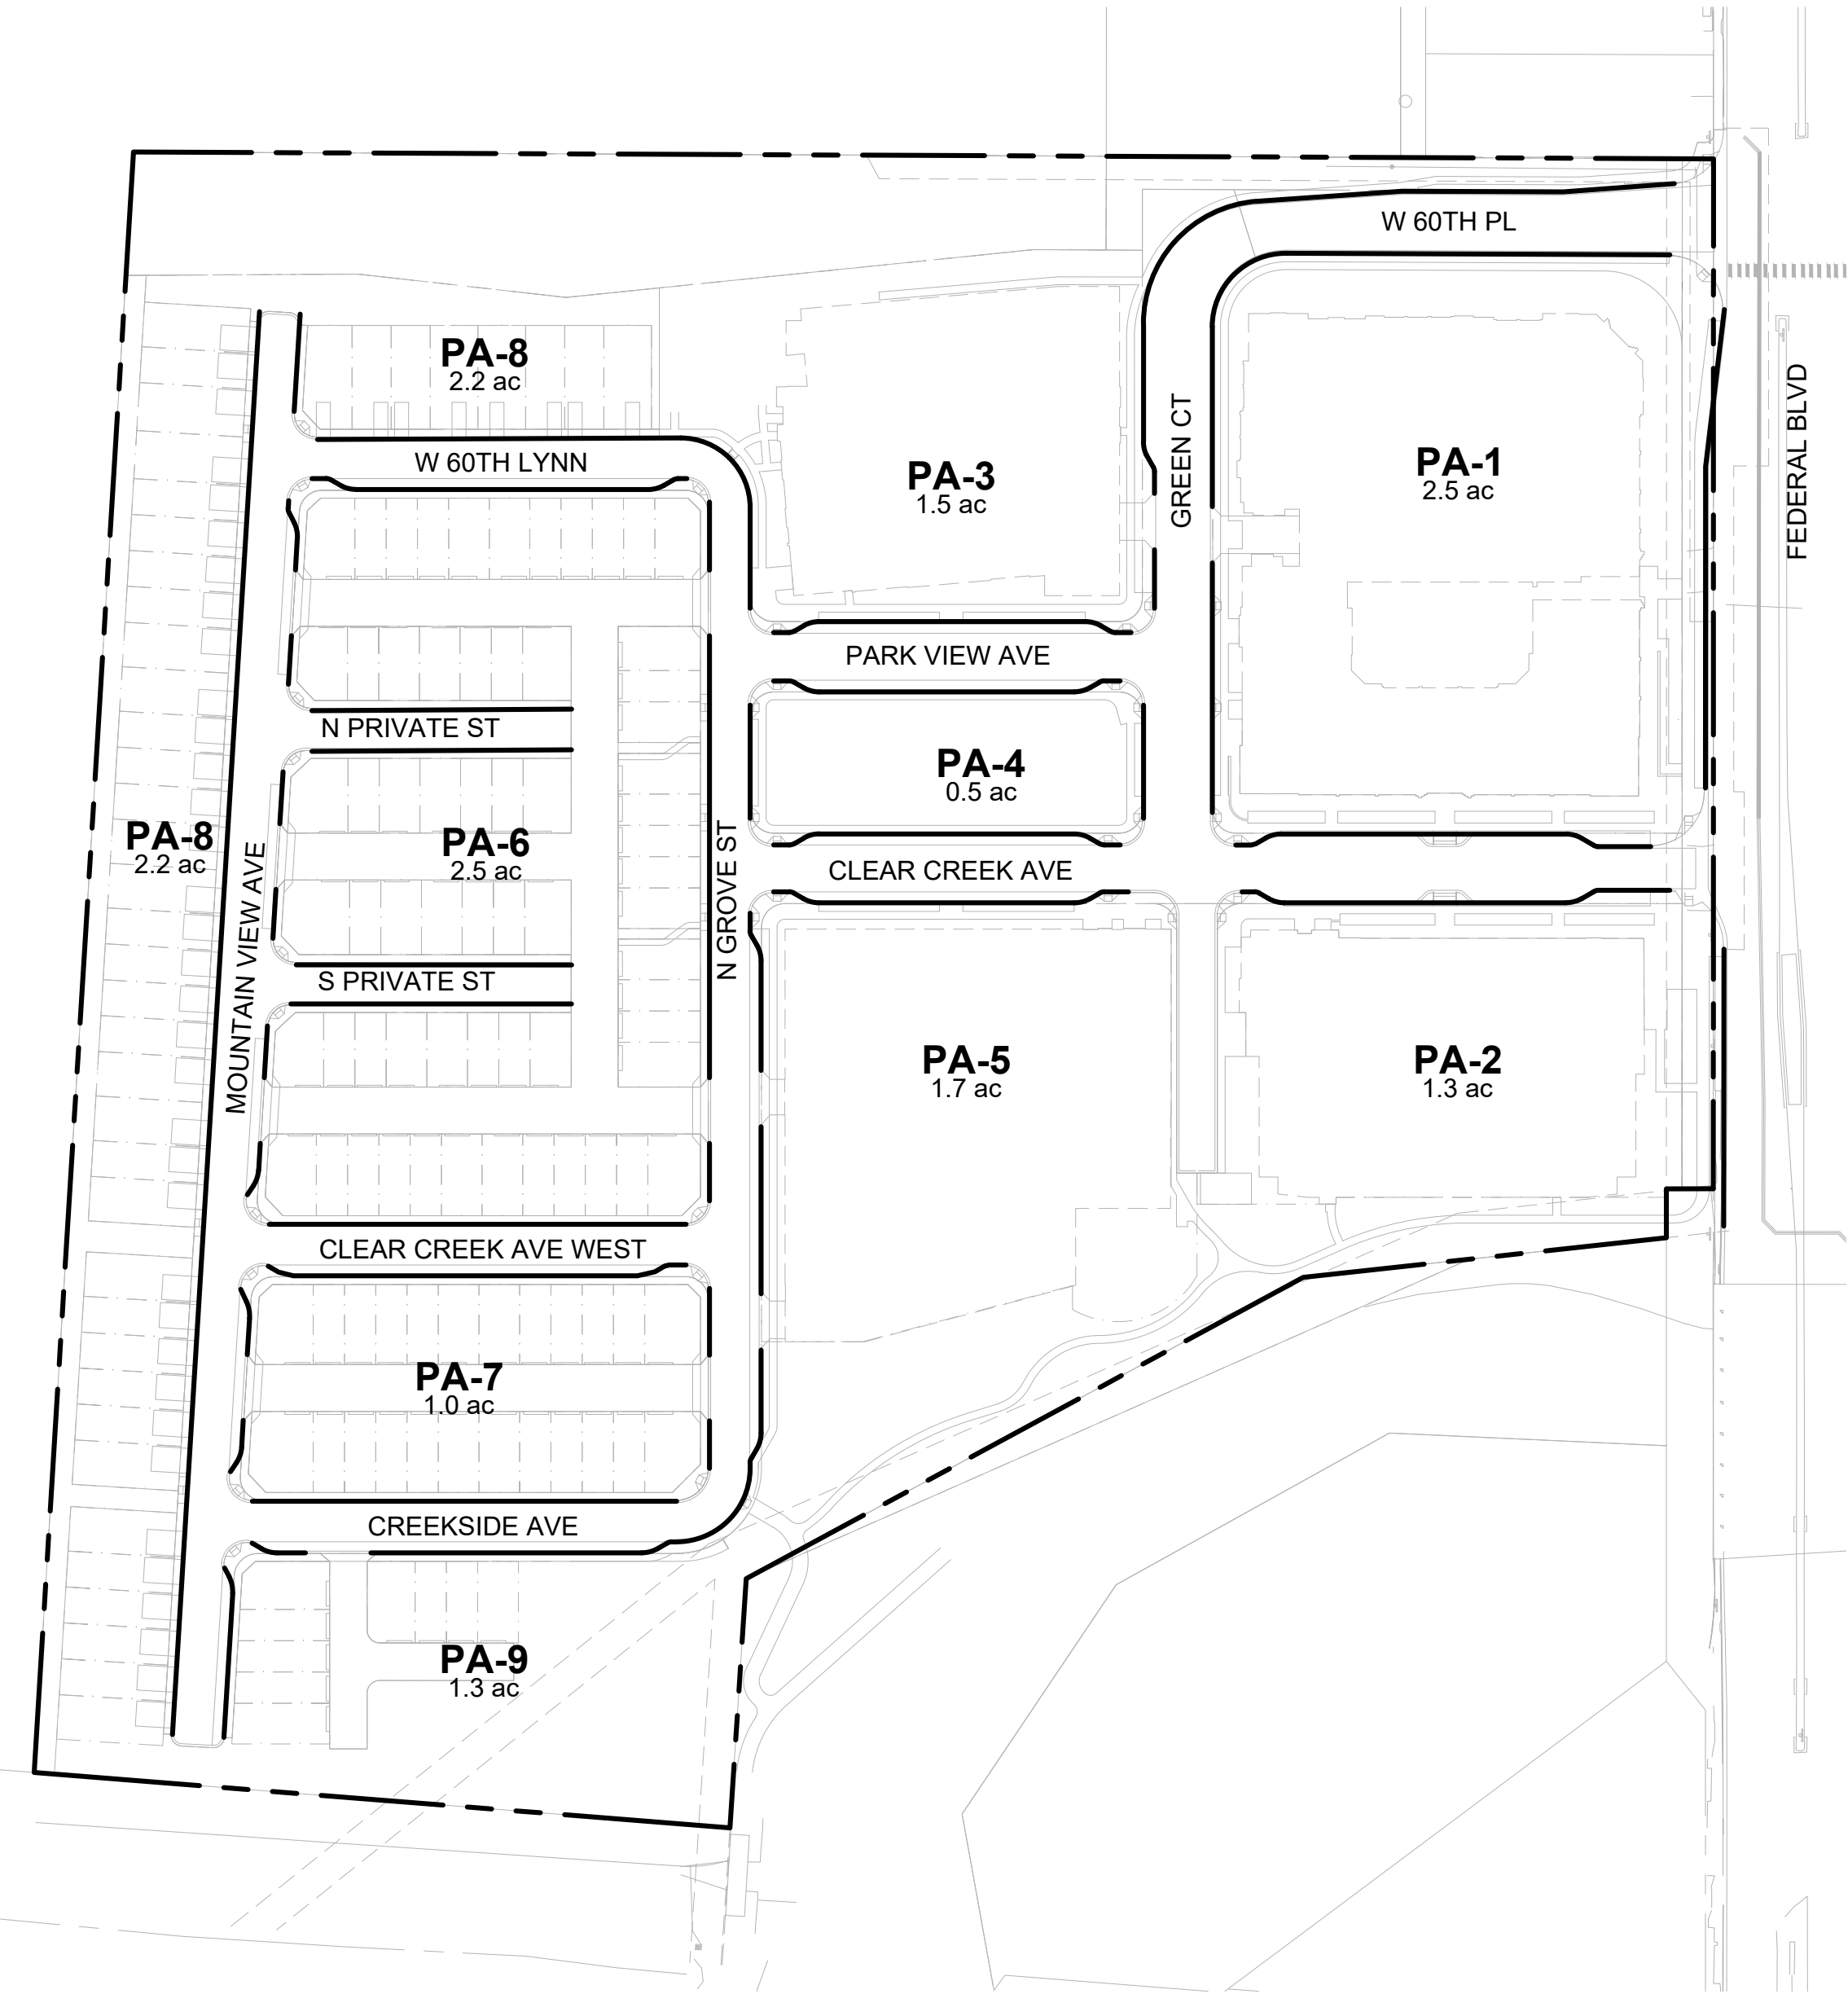 W 60TH PL
PA-8
2.2 ac
W 60TH LYNN
PA-3
1.5 ac
GREEN CT
PA-1
2.5 ac
FEDERAL BLVD
PARK VIEW AVE
N PRIVATE ST
PA-4
0.5 ac
PA-8
2.2 ac
MOUNTAIN VIEW AVE
PA-6
2.5 ac
N GROVE ST
CLEAR CREEK AVE
S PRIVATE ST
PA-5
1.7 ac
PA-2
1.3 ac
CLEAR CREEK AVE WEST
PA-7
1.0 ac
CREEKSIDE AVE
PA-9
1.3 ac